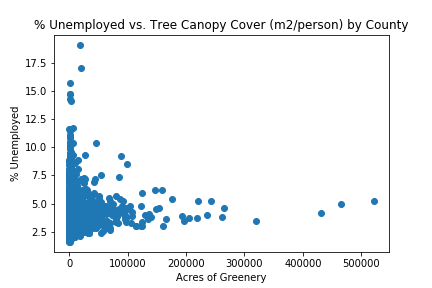 % Unemployed vs. Tree Canopy Cover (m2/person) by County
17.5
15.0
12.5
10.0
7.5
5.0
2.5
% Unemployed
0 100000 200000 300000 400000 500000
Acres of Greenery